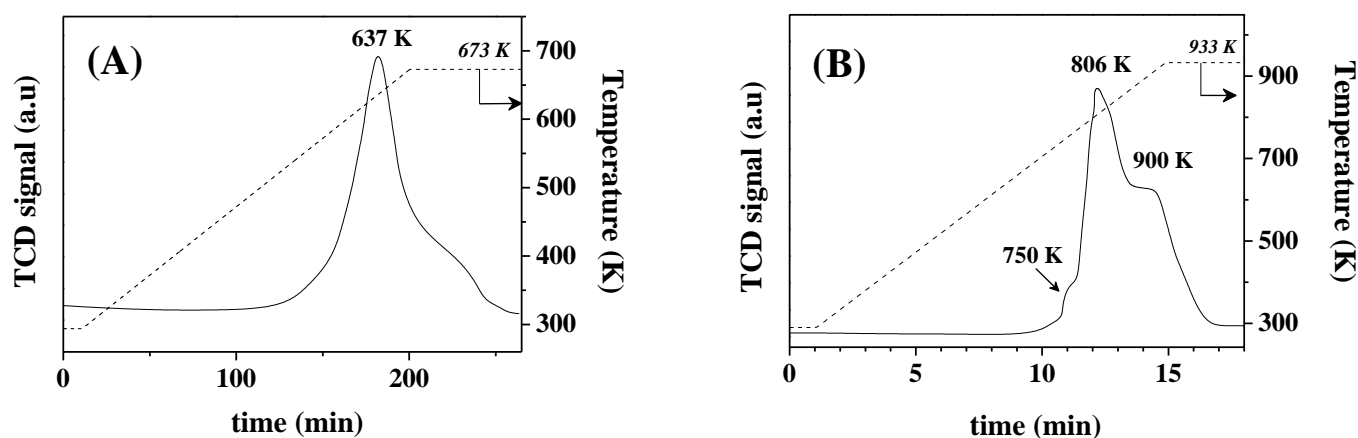 (A)
637 K
673 K
TCD signal (a.u)
Temperature (K)
700
600
500
400
300
0
100
200
time (min)
(B)
806 K
933 K
900 K
750 K
TCD signal (a.u)
Temperature (K)
900
700
500
300
0
5
10
15
time (min)